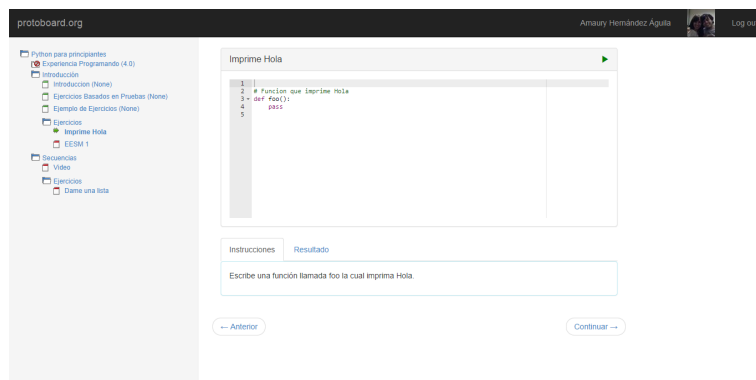 protoboard.org
Amaury Hernández Águila
Log ou
Python para principiantes
Experiencia Programando (4.0)
Introducción
Introduccion (None)
Ejercicios Basados en Pruebas (None)
Ejemplo de Ejercicios (None)
Ejercicios
Imprime Hola
EESM 1
Secuencias
Video
Ejercicios
Dame una lista
Imprime Hola
1
2 # Funcion que imprime Hola
3 def foo():
4 pass
5
Instrucciones
Resultado
Escribe una función llamada foo la cual imprima Hola.
← Anterior
Continuar →